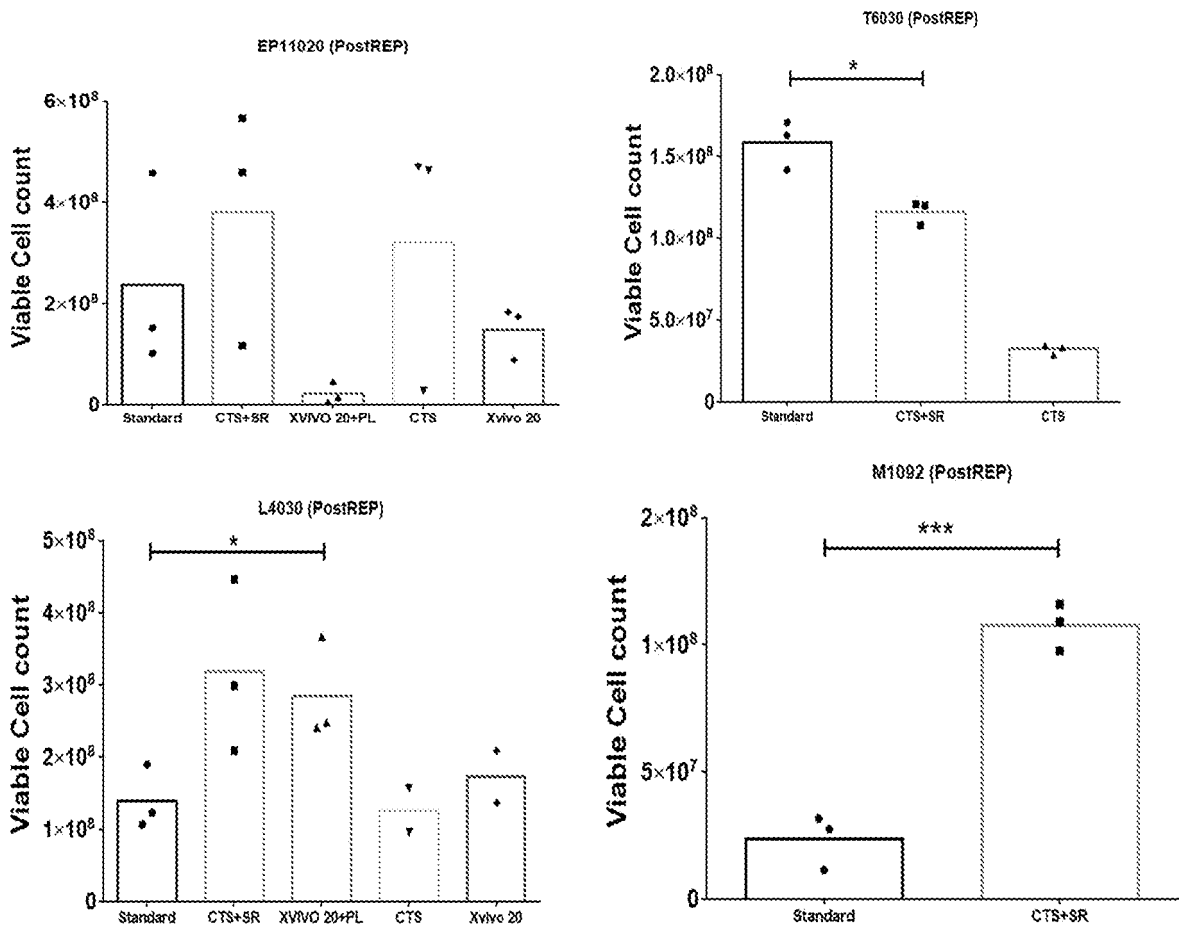 EP11020 (PostREP)
Viable Cell count
6×10⁸
4×10⁸
2×10⁸
0
Standard CTS+SR XVIVO 20+PL CTS Xvivo 20
T6030 (PostREP)
Viable Cell count
2.0×10⁸
1.5×10⁸
1.0×10⁸
5.0×10⁷
0
*
Standard CTS+SR CTS
L4030 (PostREP)
Viable Cell count
5×10⁸
4×10⁸
3×10⁸
2×10⁸
1×10⁸
0
*
Standard CTS+SR XVIVO 20+PL CTS Xvivo 20
M1092 (PostREP)
Viable Cell count
2×10⁸
1×10⁸
5×10⁷
0
***
Standard CTS+SR